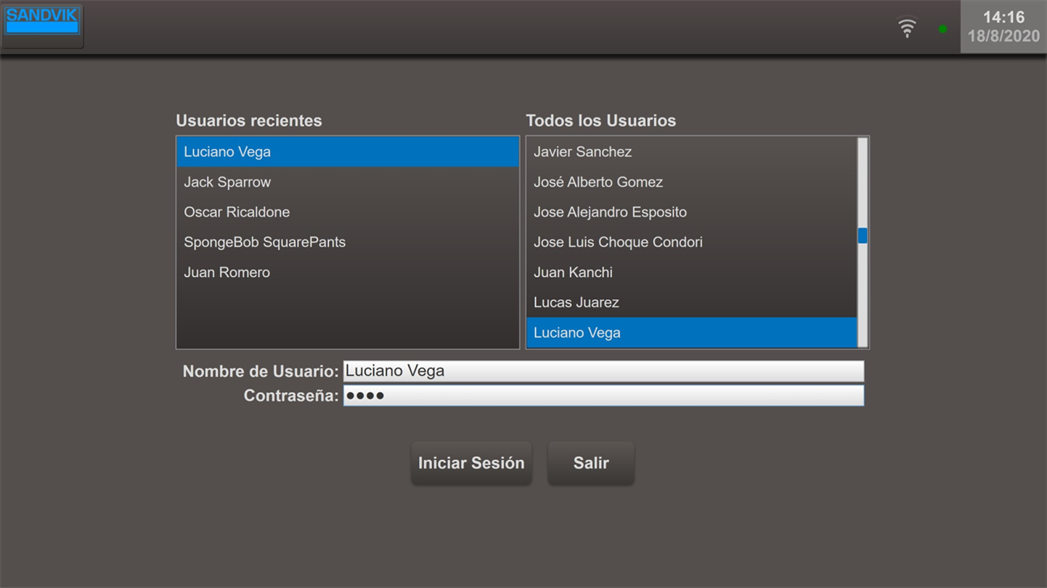 SANDVIK
14:16
18/8/2020
Usuarios recientes
Luciano Vega
Jack Sparrow
Oscar Ricaldone
SpongeBob SquarePants
Juan Romero
Todos los Usuarios
Javier Sanchez
José Alberto Gomez
Jose Alejandro Esposito
Jose Luis Choque Condori
Juan Kanchi
Lucas Juarez
Luciano Vega
Nombre de Usuario: Luciano Vega
Contraseña: ●●●●
Iniciar Sesión
Salir